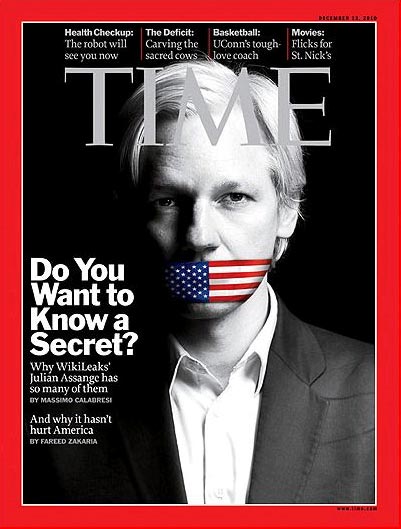 DECEMBER 13, 2010
Health Checkup:
The robot will
see you now
The Deficit:
Carving the
sacred cows
Basketball:
UConn's tough-
love coach
Movies:
Flicks for
St. Nick's
TIME
Do You
Want to
Know a
Secret?
Why WikiLeaks'
Julian Assange has
so many of them
BY MASSIMO CALABRESI
And why it hasn't
hurt America
BY FAREED ZAKARIA
WWW.TIME.COM